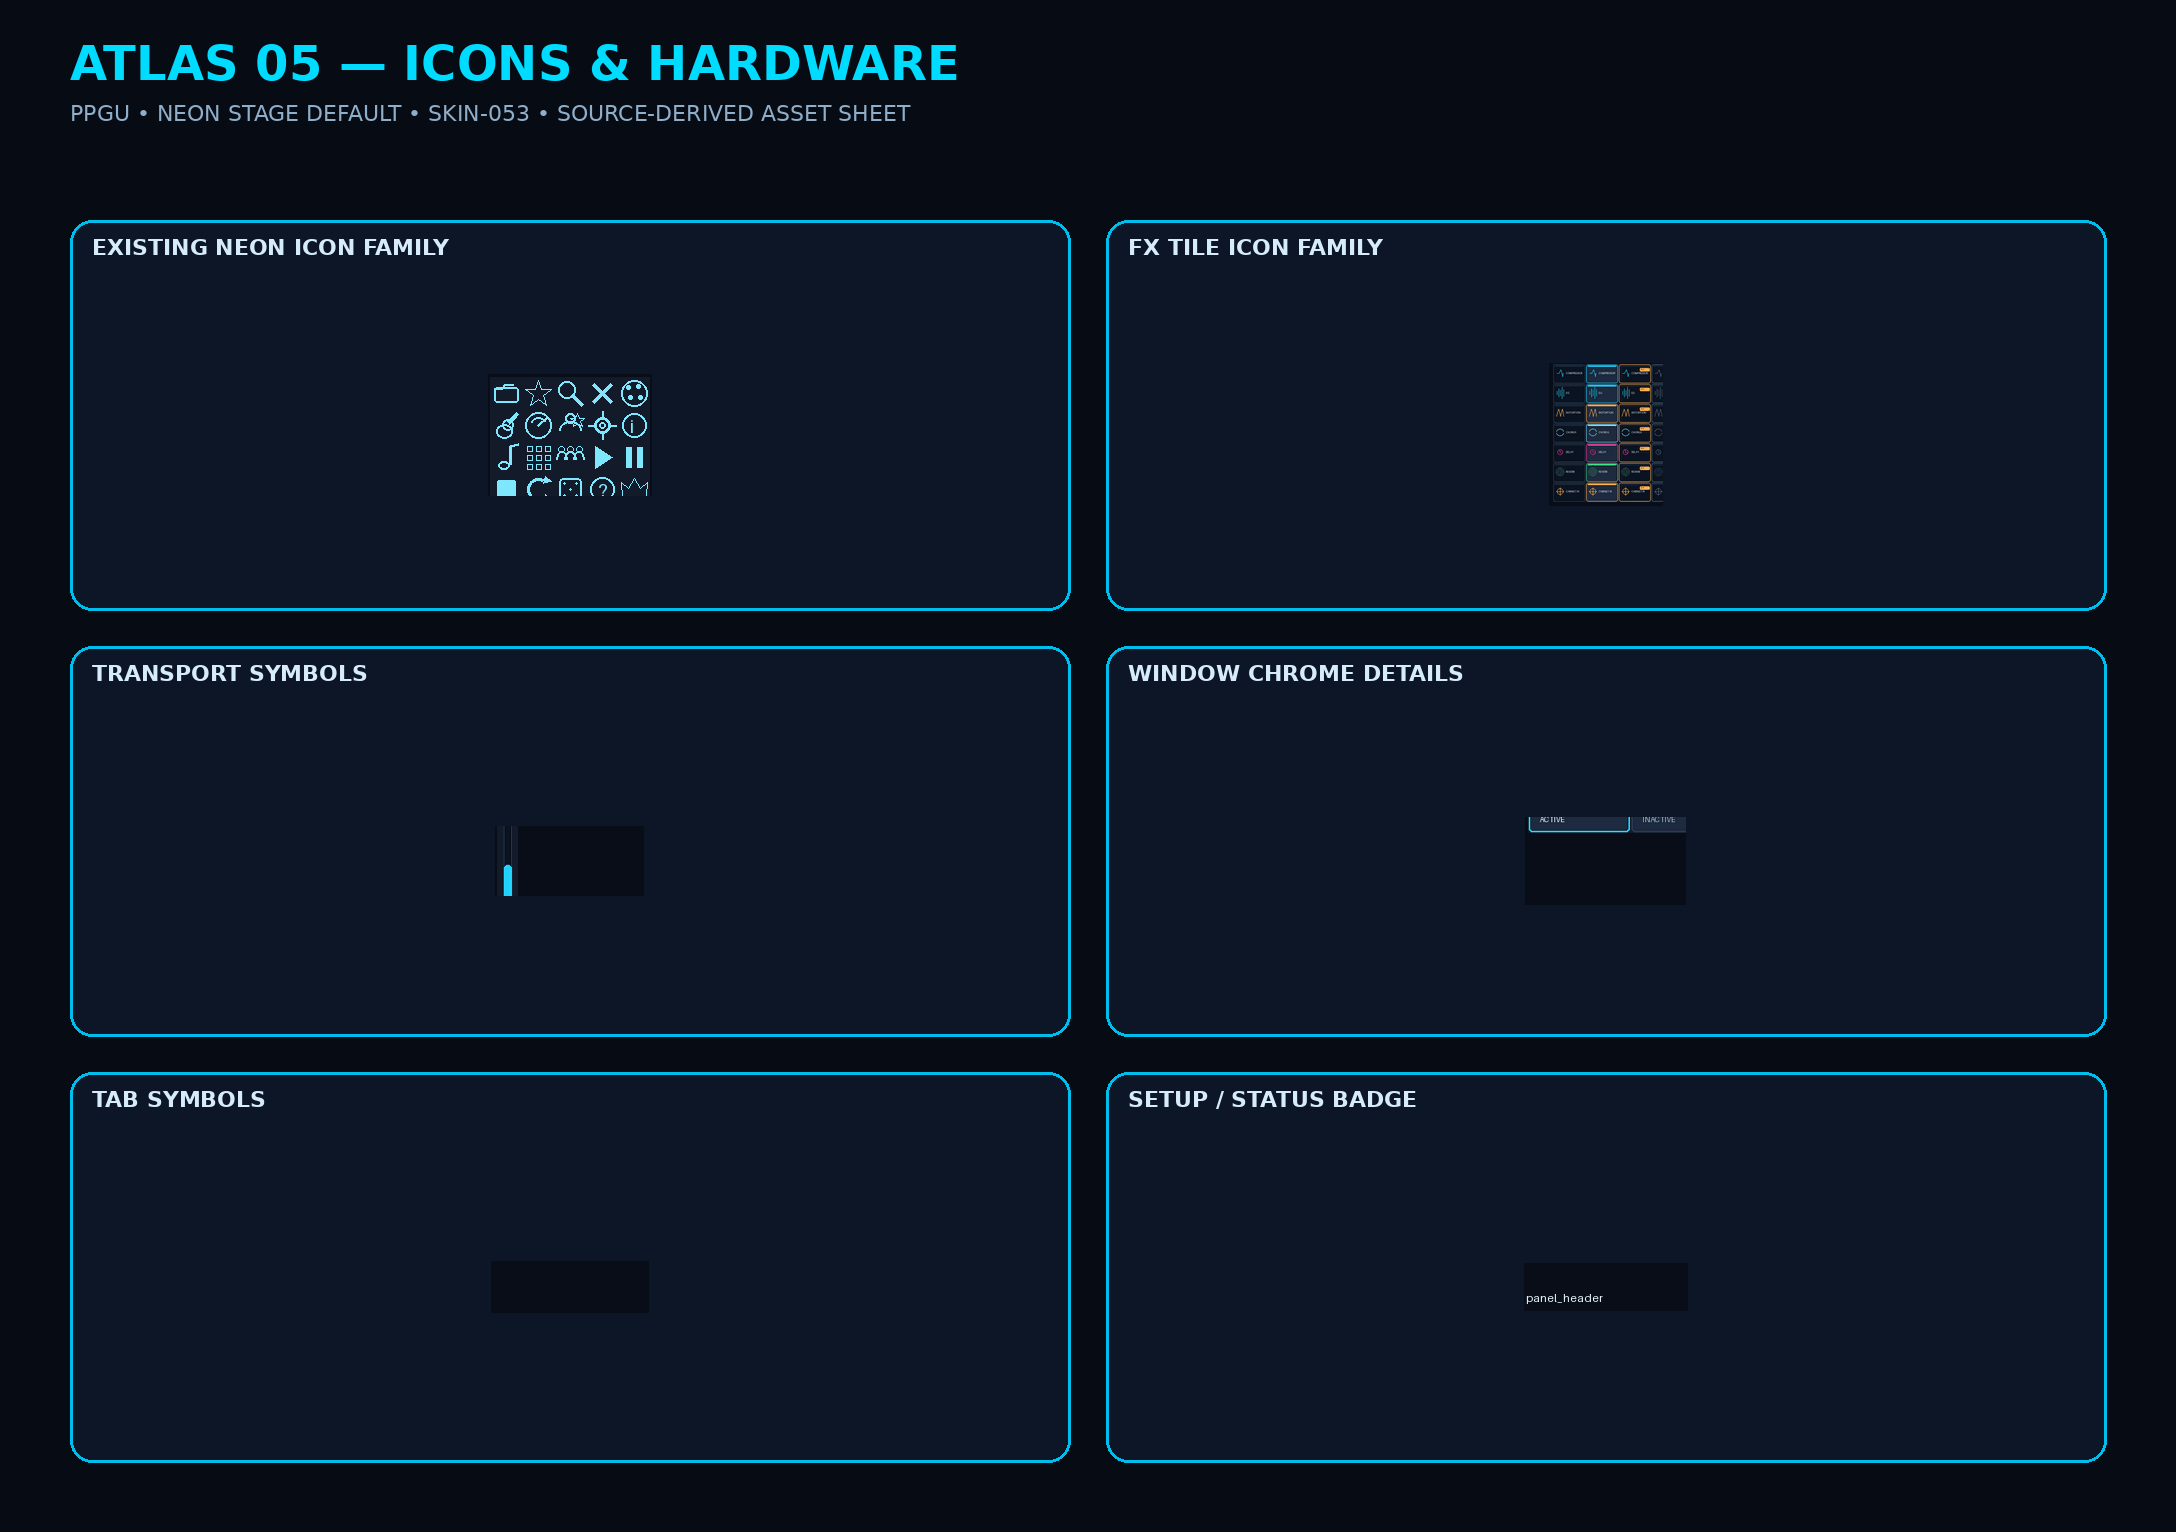 ATLAS 05 — ICONS & HARDWARE
PPGU • NEON STAGE DEFAULT • SKIN-053 • SOURCE-DERIVED ASSET SHEET
EXISTING NEON ICON FAMILY
FX TILE ICON FAMILY
TRANSPORT SYMBOLS
WINDOW CHROME DETAILS
ACTIVE
INACTIVE
TAB SYMBOLS
SETUP / STATUS BADGE
panel_header